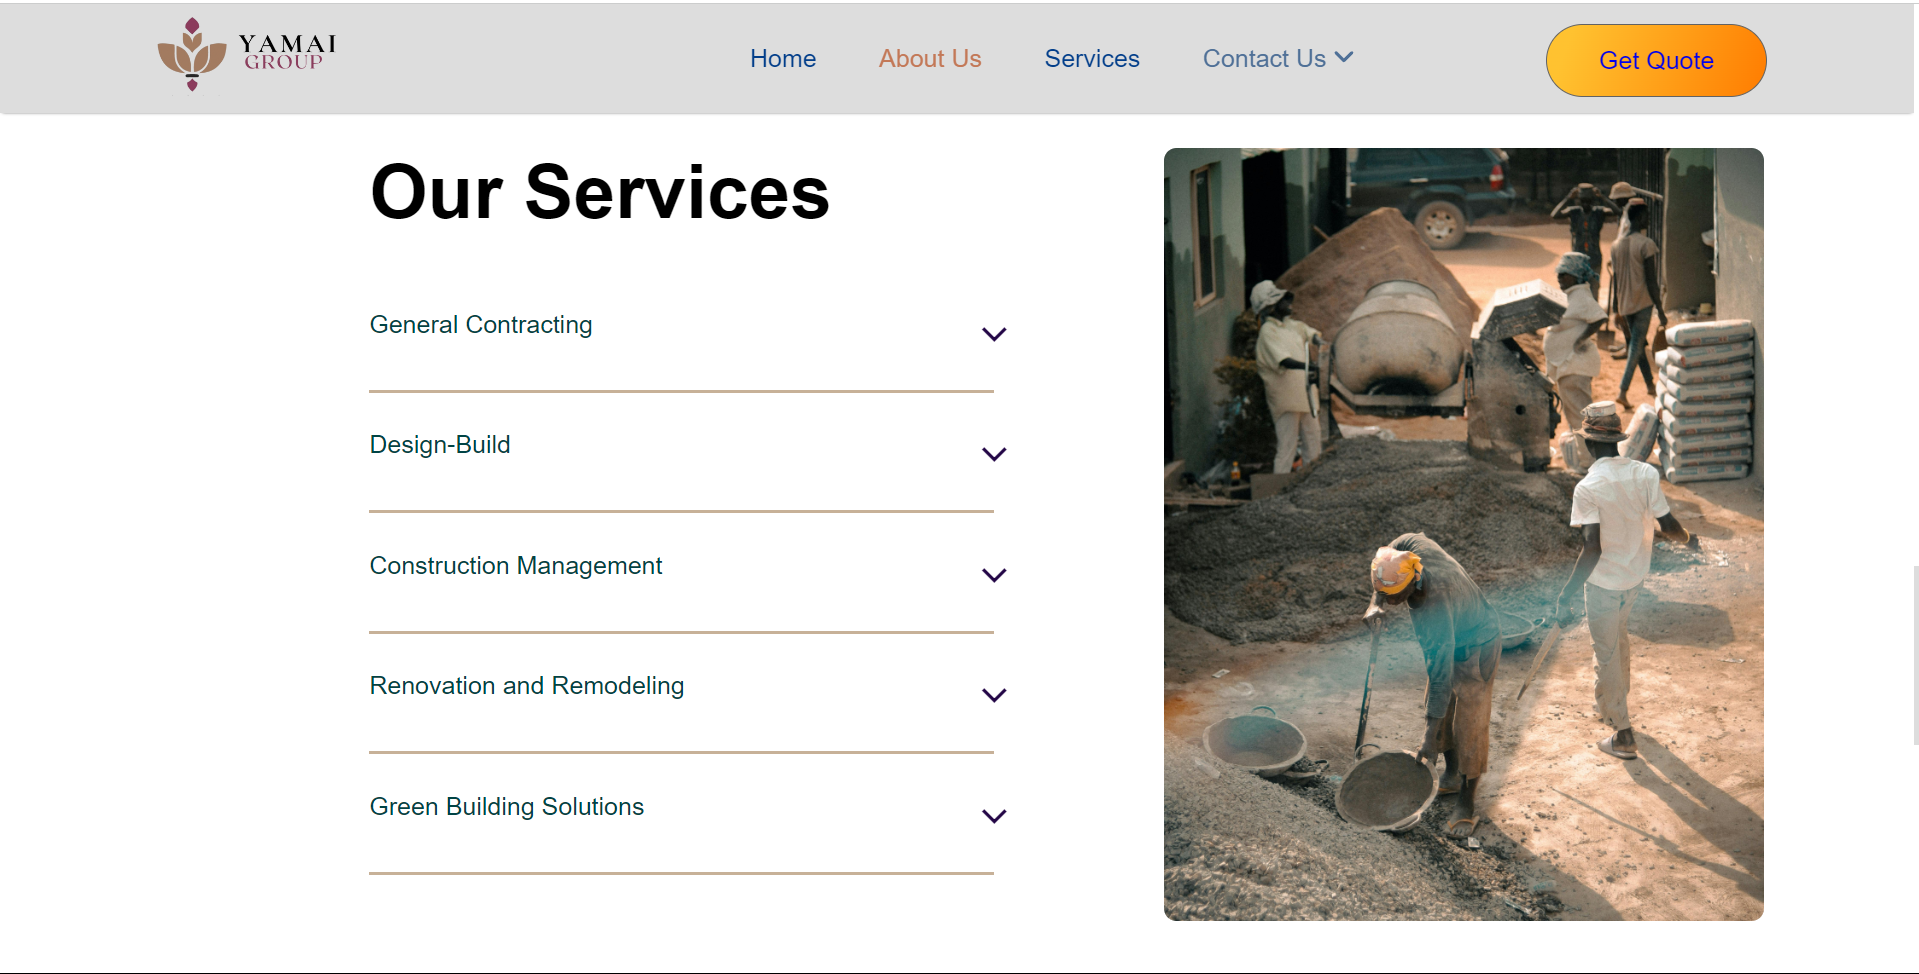 YAMAI
GROUP
Home
About Us
Services
Contact Us
Get Quote
Our Services
General Contracting
Design-Build
Construction Management
Renovation and Remodeling
Green Building Solutions